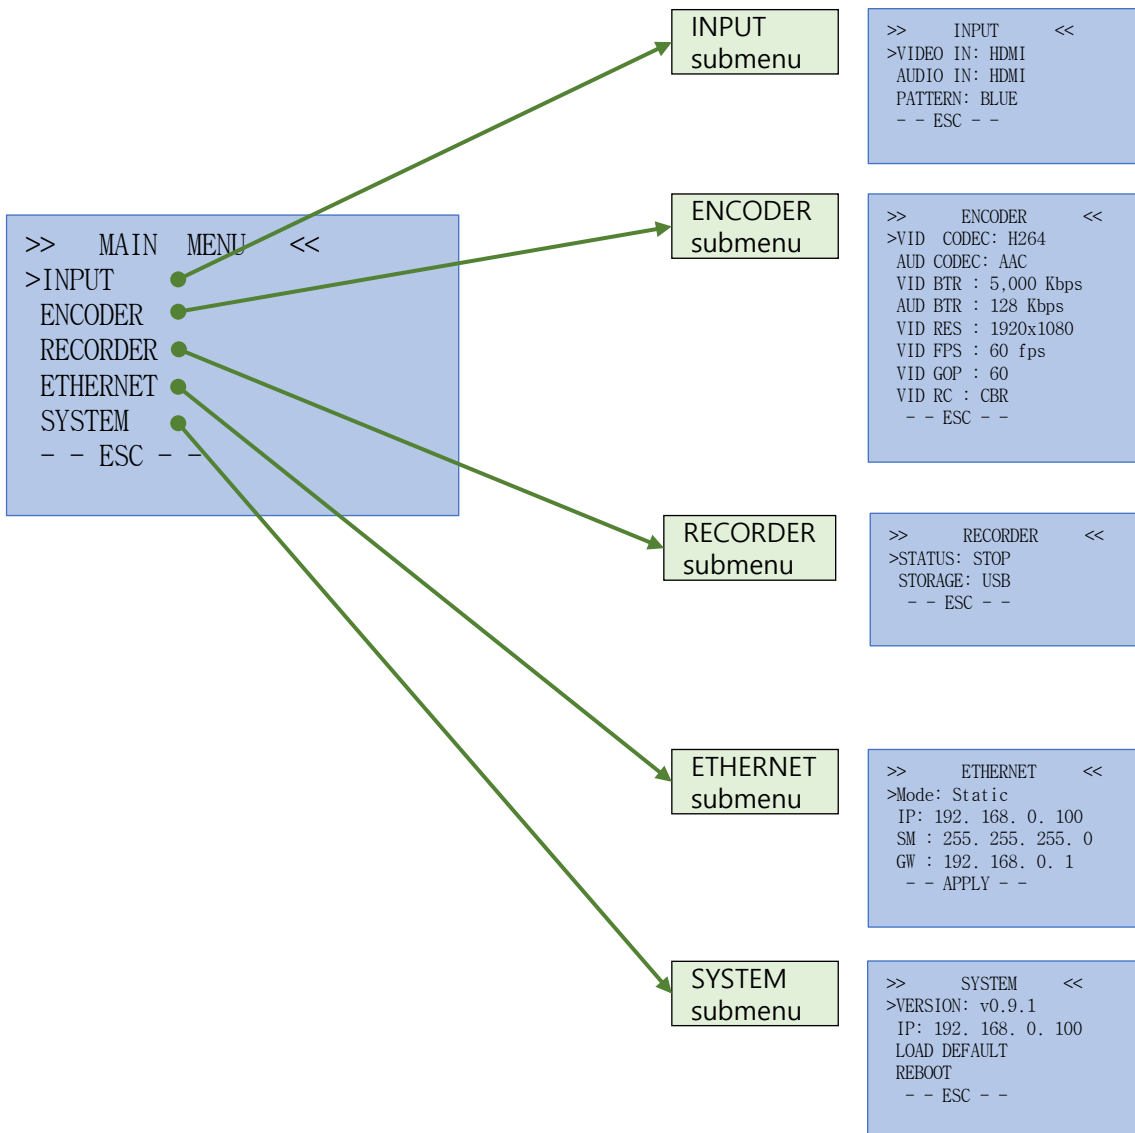 >> MAIN MENU <<
>INPUT
ENCODER
RECORDER
ETHERNET
SYSTEM
- - ESC - -
INPUT
submenu
>> INPUT <<
>VIDEO IN: HDMI
AUDIO IN: HDMI
PATTERN: BLUE
- - ESC - -
ENCODER
submenu
>> ENCODER <<
>VID CODEC: H264
AUD CODEC: AAC
VID BTR : 5,000 Kbps
AUD BTR : 128 Kbps
VID RES : 1920x1080
VID FPS : 60 fps
VID GOP : 60
VID RC : CBR
- - ESC - -
RECORDER
submenu
>> RECORDER <<
>STATUS: STOP
STORAGE: USB
- - ESC - -
ETHERNET
submenu
>> ETHERNET <<
>Mode: Static
IP: 192. 168. 0. 100
SM : 255. 255. 255. 0
GW : 192. 168. 0. 1
- - APPLY - -
SYSTEM
submenu
>> SYSTEM <<
>VERSION: v0.9.1
IP: 192. 168. 0. 100
LOAD DEFAULT
REBOOT
- - ESC - -